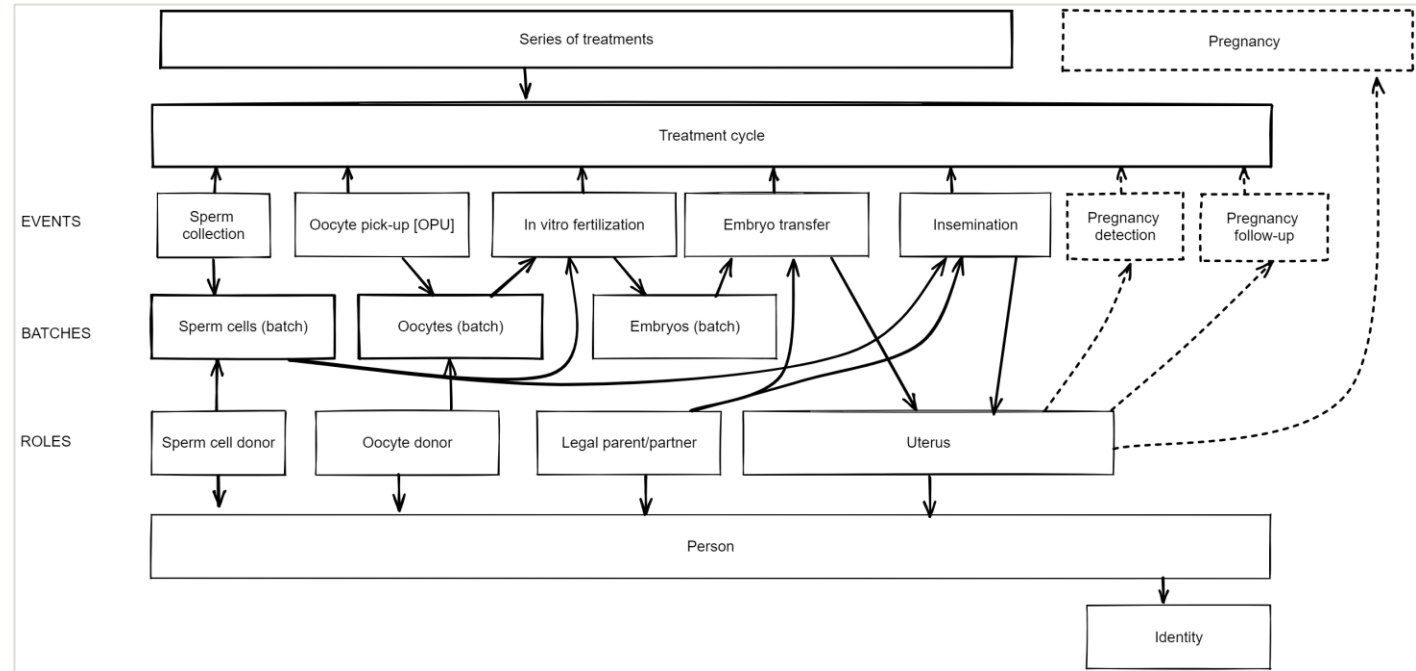 Series of treatments
Pregnancy
Treatment cycle
EVENTS
Sperm
collection
Oocyte pick-up [OPU]
In vitro fertilization
Embryo transfer
Insemination
Pregnancy
detection
Pregnancy
follow-up
BATCHES
Sperm cells (batch)
Oocytes (batch)
Embryos (batch)
ROLES
Sperm cell donor
Oocyte donor
Legal parent/partner
Uterus
Person
Identity